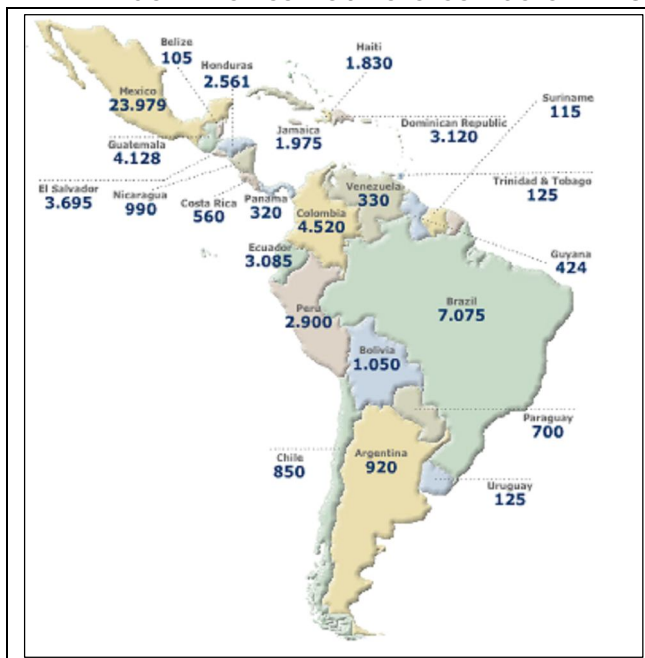 Belize
105
Honduras
2.561
Haiti
1.830
Mexico
23.979
Suriname
115
Jamaica
1.975
Dominican Republic
3.120
Guatemala
4.128
El Salvador
3.695
Nicaragua
990
Costa Rica
560
Panama
320
Venezuela
330
Trinidad & Tobago
125
Colombia
4.520
Ecuador
3.085
Guyana
424
Peru
2.900
Brazil
7.075
Bolivia
1.050
Paraguay
700
Chile
850
Argentina
920
Uruguay
125